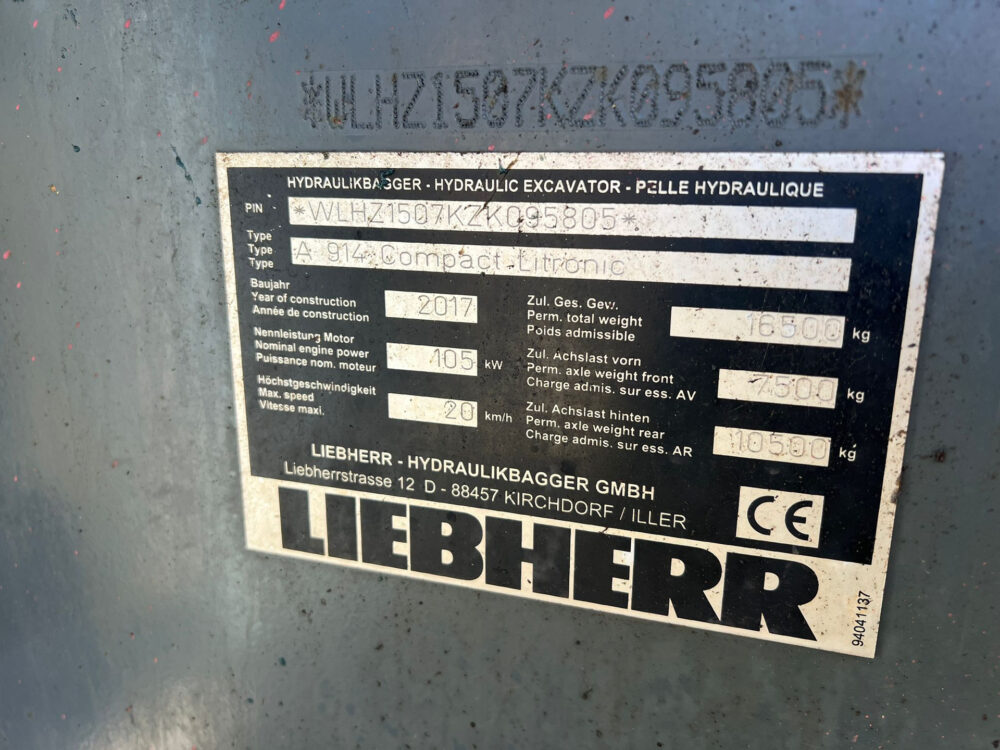 *WLHZ1507KZK095805*
HYDRAULIKBAGGER - HYDRAULIC EXCAVATOR - PELLE HYDRAULIQUE
PIN *WLHZ1507KZK095805*
Type
Type A 914 Compact Litronic
Type
Baujahr
Year of construction 2017
Année de construction
Nennleistung Motor
Nominal engine power 105 kW
Puissance nom. moteur
Höchstgeschwindigkeit
Max. speed 20 km/h
Vitesse maxi.
Zul. Ges. Gew.
Perm. total weight 16500 kg
Poids admissible
Zul. Achslast vorn
Perm. axle weight front 7500 kg
Charge admis. sur ess. AV
Zul. Achslast hinten
Perm. axle weight rear 10500 kg
Charge admis. sur ess. AR
LIEBHERR - HYDRAULIKBAGGER GMBH
Liebherrstrasse 12 D - 88457 KIRCHDORF / ILLER
CE
LIEBHERR
94041137